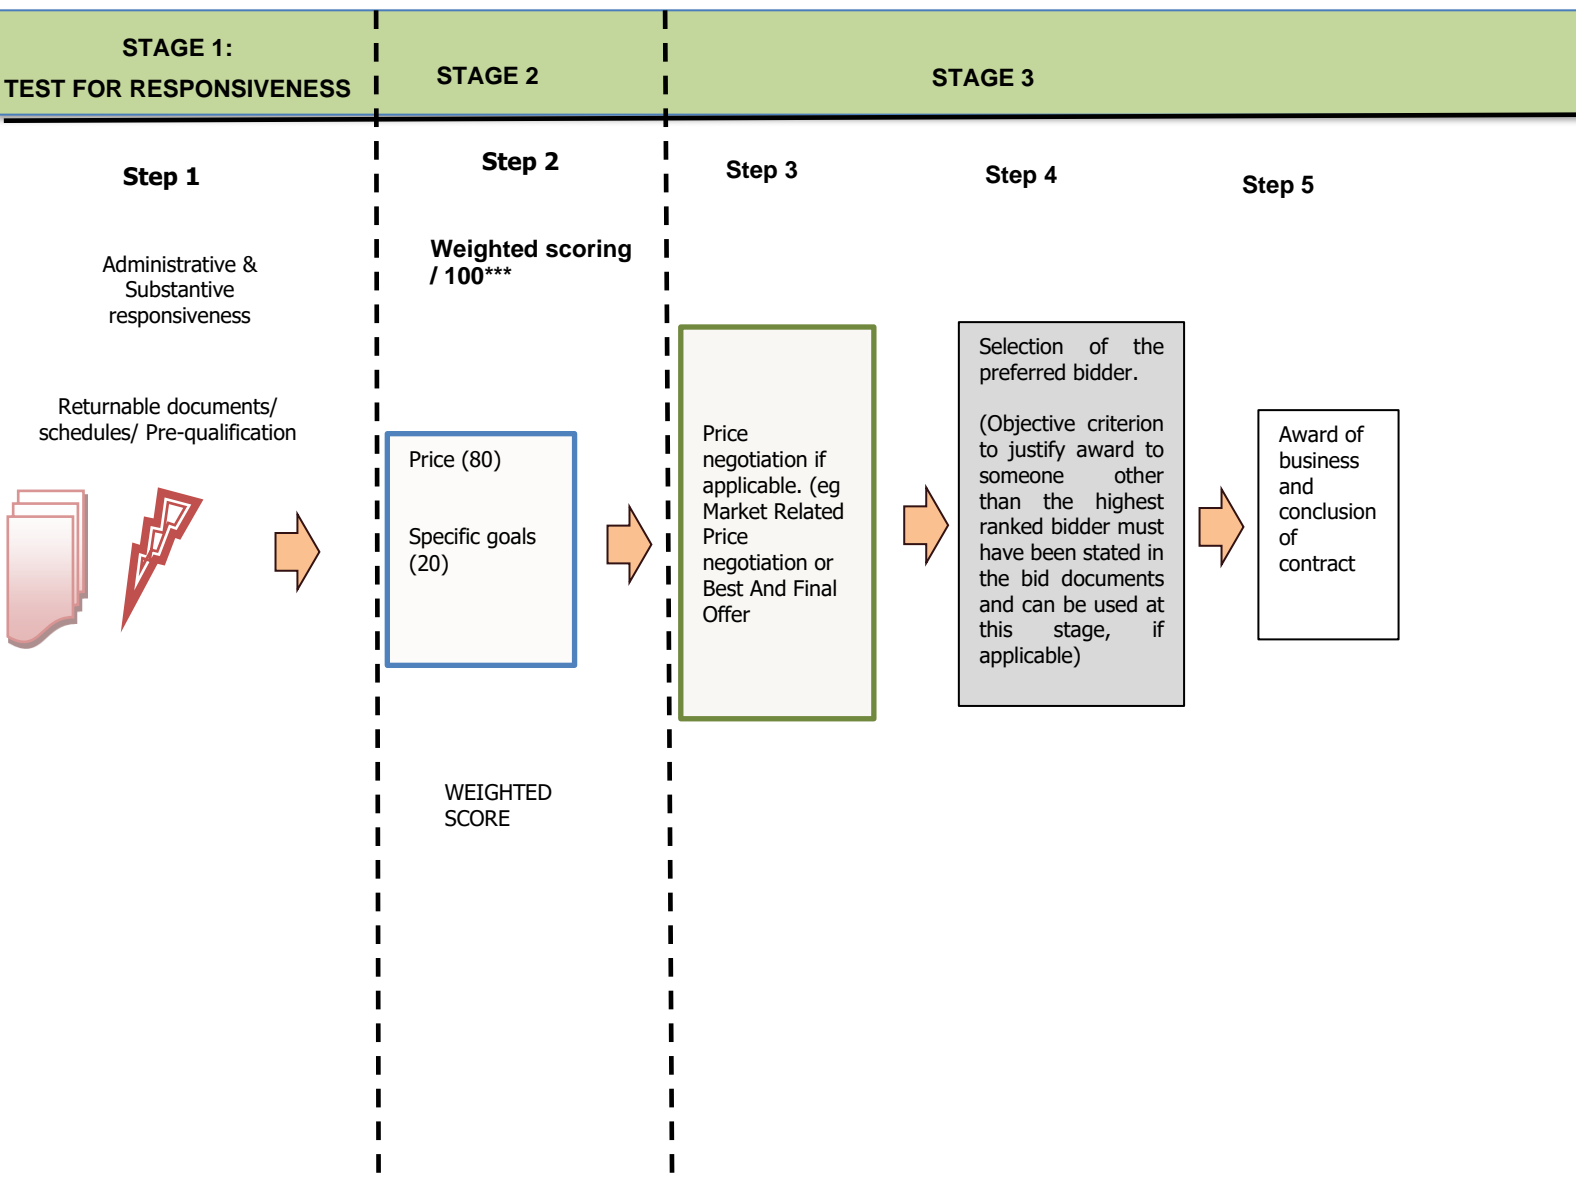 STAGE 1:
TEST FOR RESPONSIVENESS
STAGE 2
STAGE 3
Step 1
Step 2
Step 3
Step 4
Step 5
Administrative &
Substantive
responsiveness
Returnable documents/
schedules/ Pre-qualification
Weighted scoring
/ 100***
Price (80)
Specific goals
(20)
WEIGHTED
SCORE
Price
negotiation if
applicable. (eg
Market Related
Price
negotiation or
Best And Final
Offer
Selection of the
preferred bidder.
(Objective criterion
to justify award to
someone other
than the highest
ranked bidder must
have been stated in
the bid documents
and can be used at
this stage, if
applicable)
Award of
business
and
conclusion
of
contract